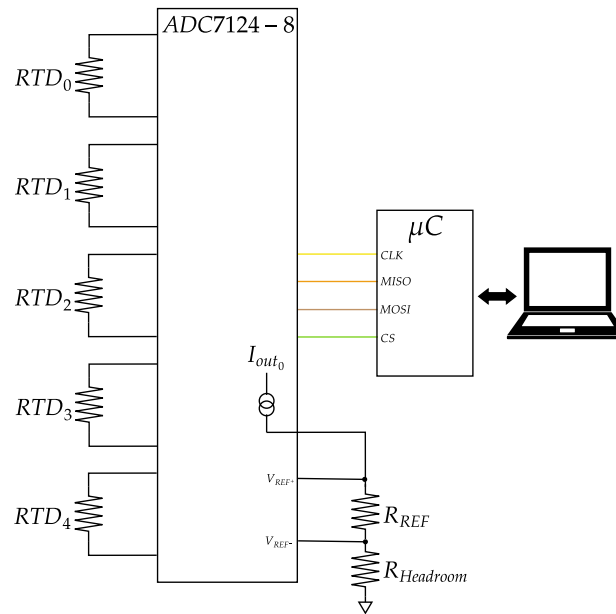 ADC7124 – 8
RTD0
RTD1
RTD2
RTD3
RTD4
μC
CLK
MISO
MOSI
CS
Iout0
VREF+
VREF-
RREF
RHeadroom